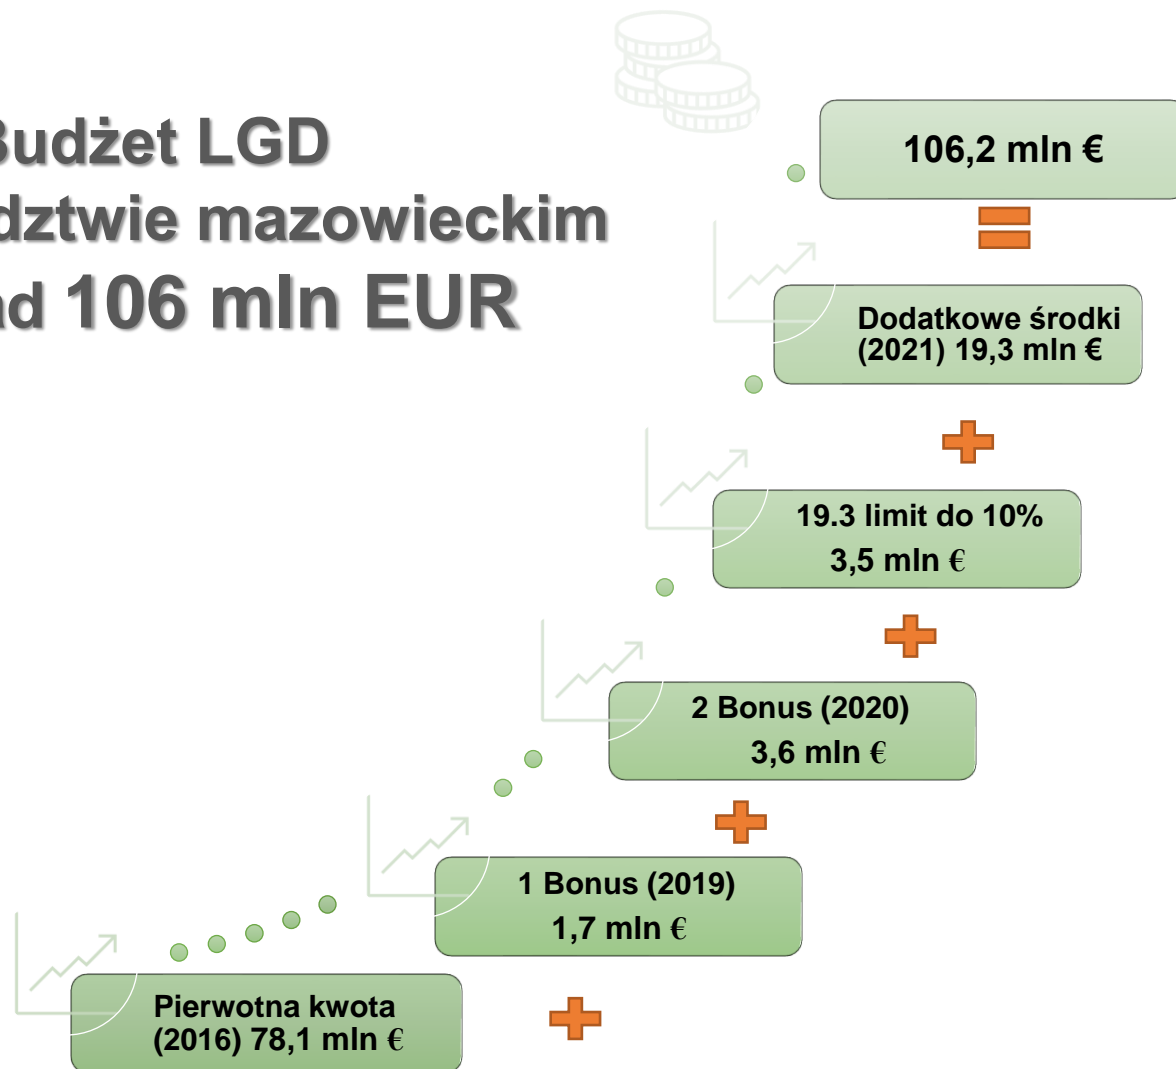 Budżet LGD
dztwie mazowieckim
ad 106 mln EUR
106,2 mln €
Dodatkowe środki
(2021) 19,3 mln €
19.3 limit do 10%
3,5 mln €
2 Bonus (2020)
3,6 mln €
1 Bonus (2019)
1,7 mln €
Pierwotna kwota
(2016) 78,1 mln €